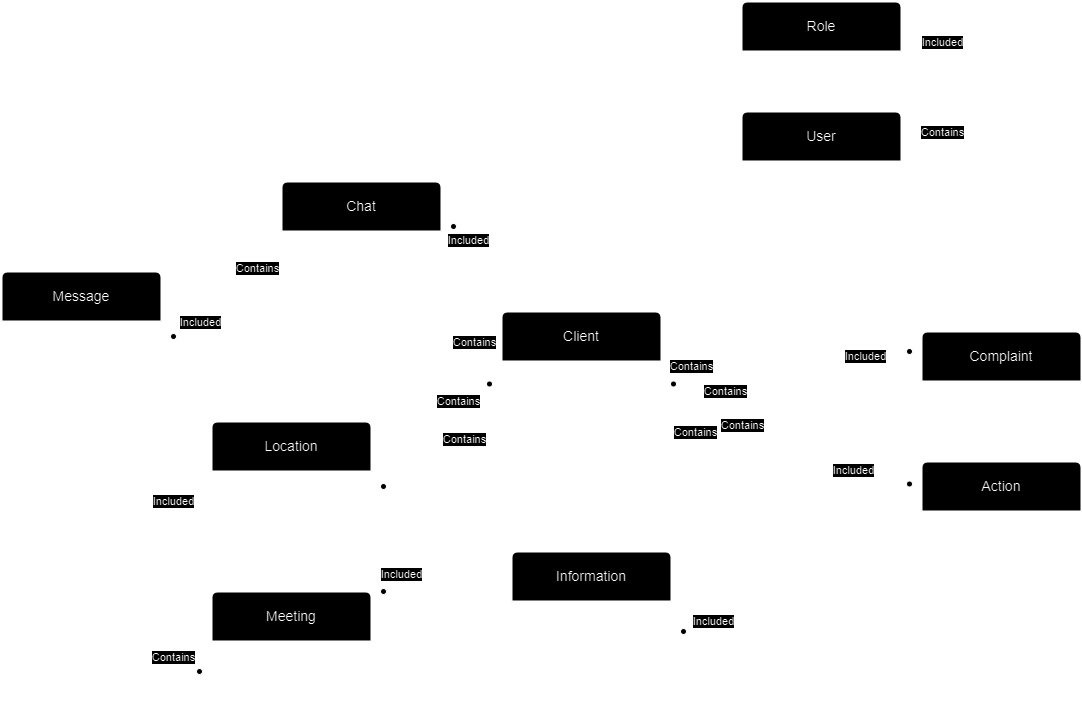 Role
Included
User
Contains
Chat
Included
Contains
Message
Included
Client
Contains
Contains
Contains
Complaint
Included
Contains
Contains
Contains
Contains
Location
Included
Action
Included
Information
Included
Included
Meeting
Contains